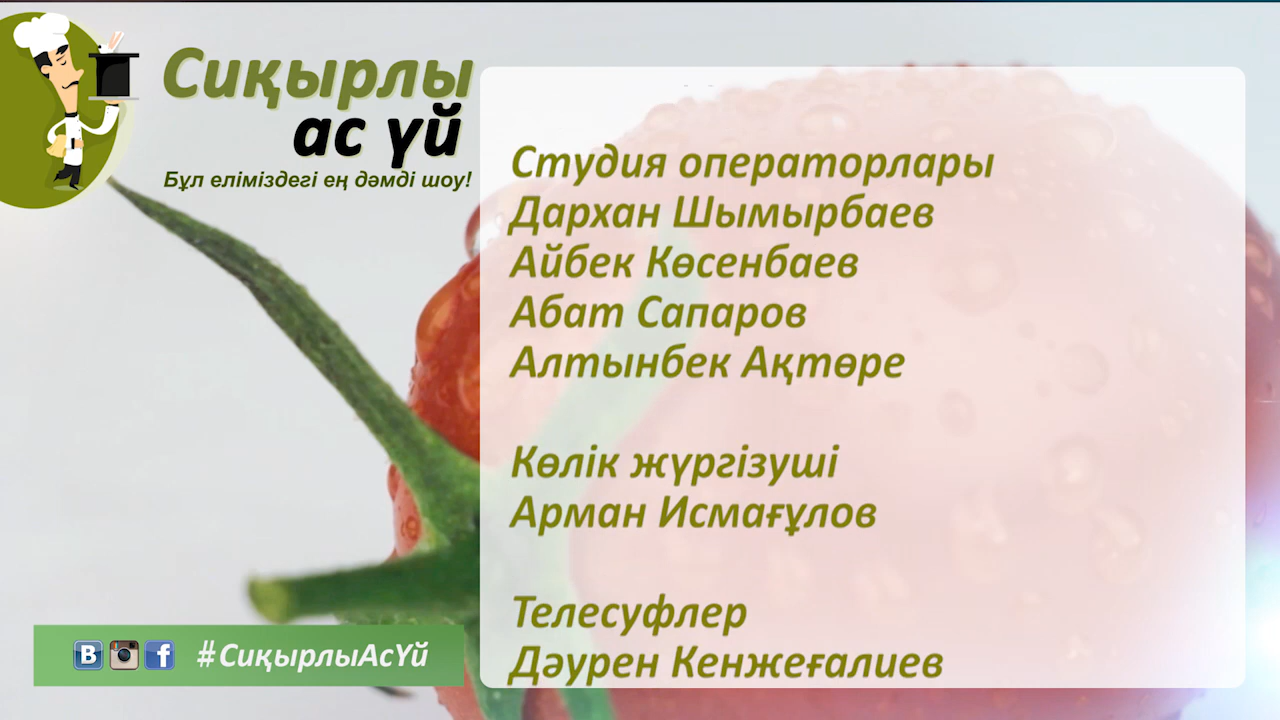 Сиқырлы
ас үй
Бұл еліміздегі ең дәмді шоу!
Студия операторлары
Дархан Шымырбаев
Айбек Көсенбаев
Абат Сапаров
Алтынбек Ақтөре
Көлік жүргізуші
Арман Исмағұлов
Телесуфлер
Дәурен Кенжеғалиев
#СиқырлыАсҮй